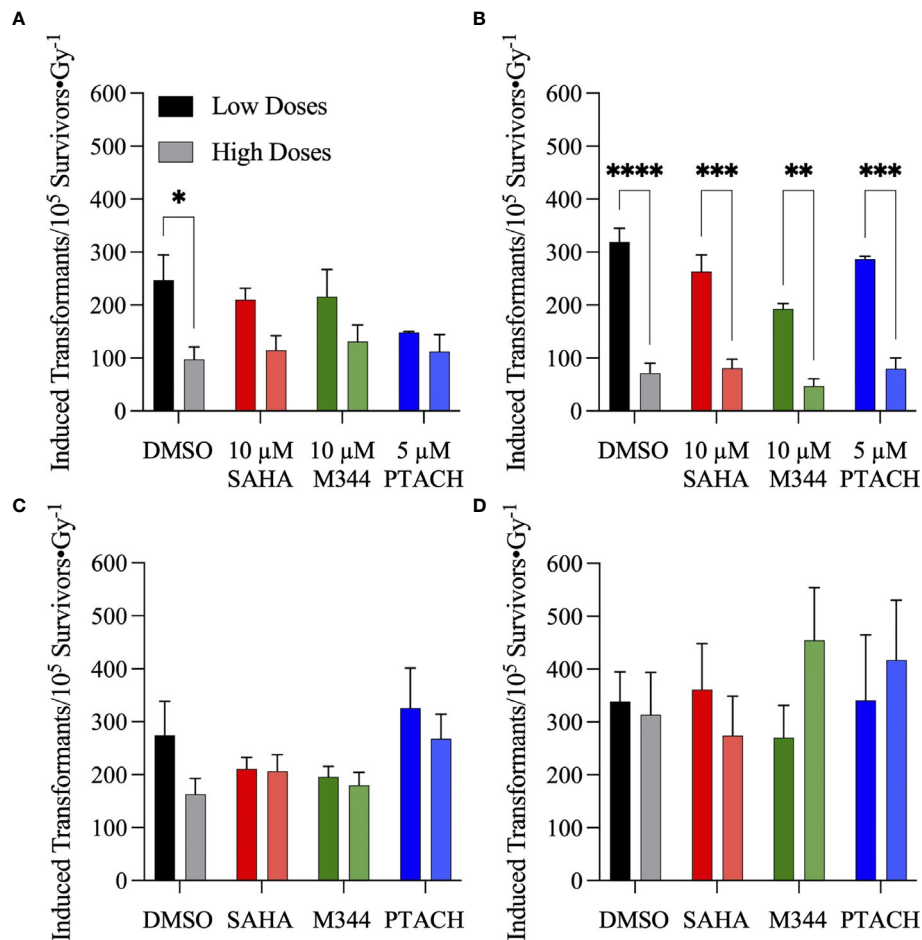 A
Induced Transformants/10⁵ Survivors•Gy⁻¹
600
500
400
300
200
100
0
Low Doses
High Doses
*
DMSO
10 µM
SAHA
10 µM
M344
5 µM
PTACH
B
Induced Transformants/10⁵ Survivors•Gy⁻¹
600
500
400
300
200
100
0
****
***
**
***
DMSO
10 µM
SAHA
10 µM
M344
5 µM
PTACH
C
Induced Transformants/10⁵ Survivors•Gy⁻¹
600
500
400
300
200
100
0
DMSO
SAHA
M344
PTACH
D
Induced Transformants/10⁵ Survivors•Gy⁻¹
600
500
400
300
200
100
0
DMSO
SAHA
M344
PTACH